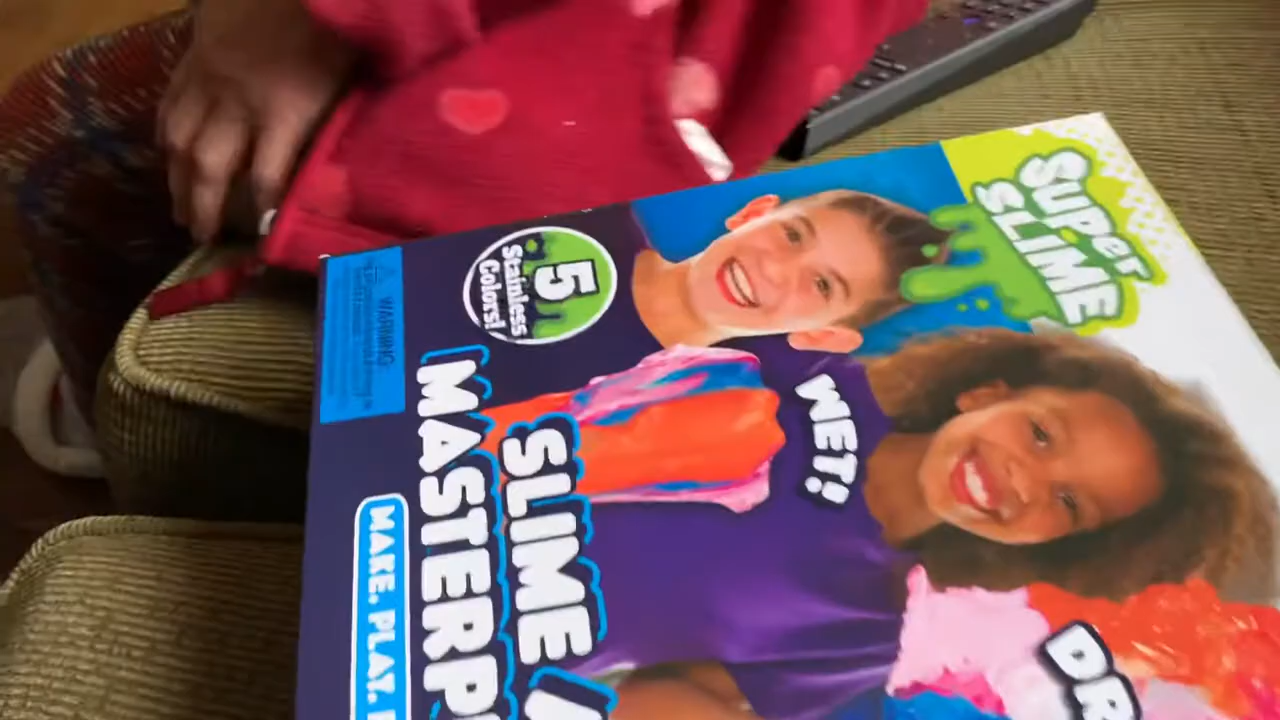 SUPer
SLIME
5
Stainless
Colors!
WARNING
WET!
SLIME
MASTERP
MAKE. PLAY.
DR